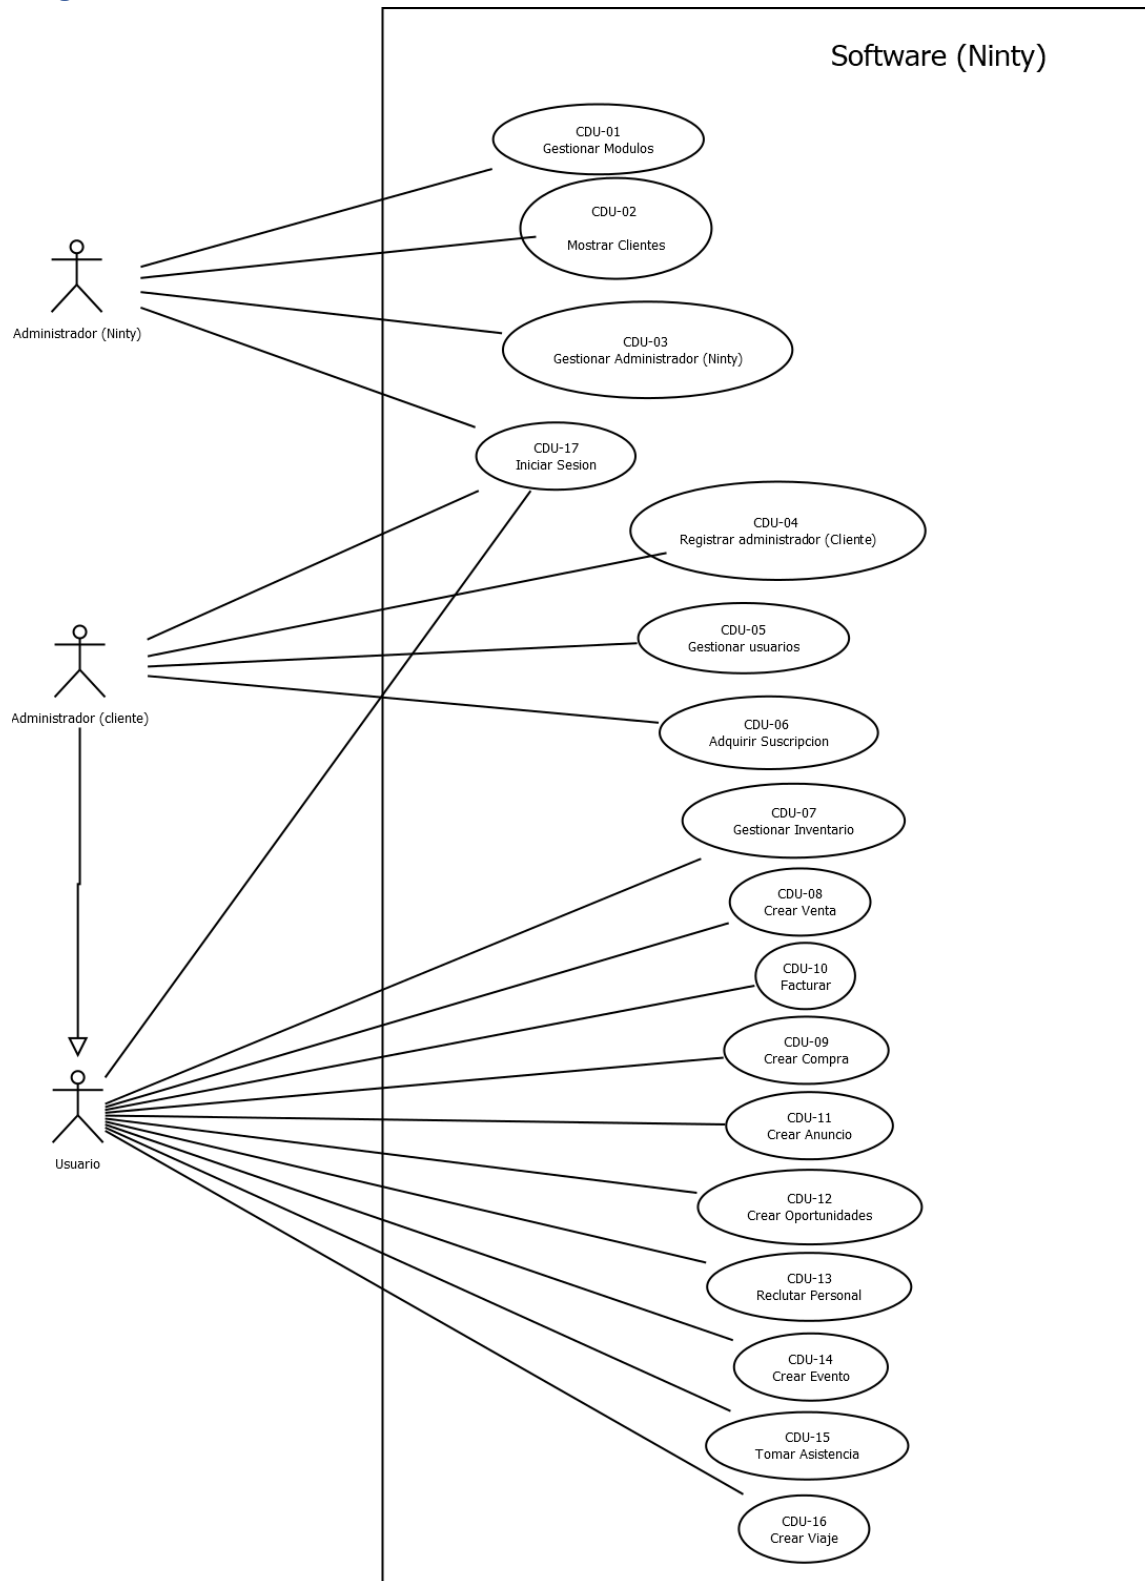 Software (Ninty)
CDU-01
Gestionar Modulos
CDU-02
Mostrar Clientes
Administrador (Ninty)
CDU-03
Gestionar Administrador (Ninty)
CDU-17
Iniciar Sesion
CDU-04
Registrar administrador (Cliente)
CDU-05
Gestionar usuarios
Administrador (cliente)
CDU-06
Adquirir Suscripcion
CDU-07
Gestionar Inventario
CDU-08
Crear Venta
CDU-10
Facturar
CDU-09
Crear Compra
CDU-11
Crear Anuncio
Usuario
CDU-12
Crear Oportunidades
CDU-13
Reclutar Personal
CDU-14
Crear Evento
CDU-15
Tomar Asistencia
CDU-16
Crear Viaje